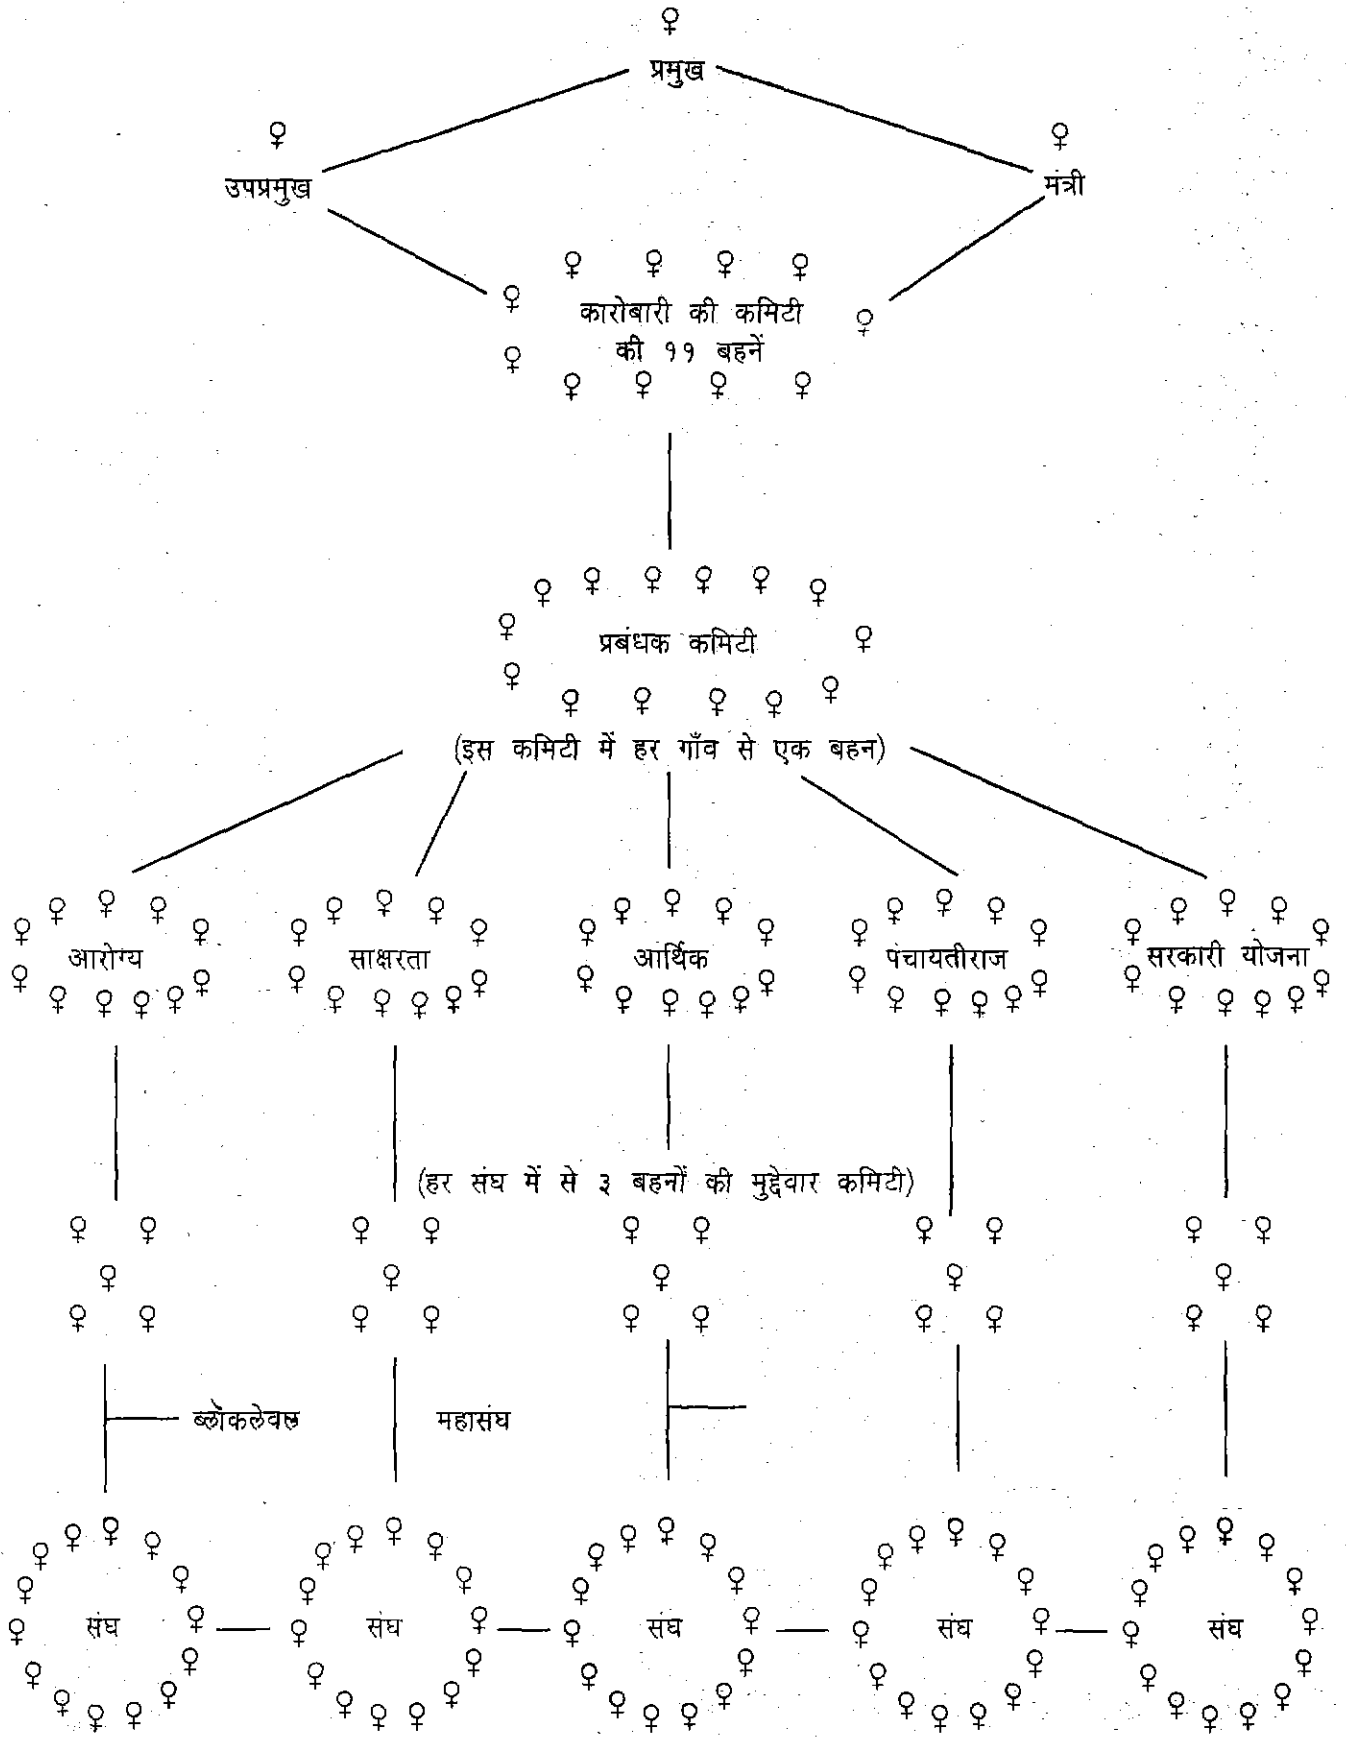 प्रमुख
उपप्रमुख
मंत्री
कारोबारी की कमिटी
की ११ बहनें
प्रबंधक कमिटी
(इस कमिटी में हर गाँव से एक बहन)
आरोग्य
साक्षरता
आर्थिक
पंचायतीराज
सरकारी योजना
(हर संघ में से ३ बहनों की मुद्देवार कमिटी)
ब्लॉकलेवल
महासंघ
संघ
संघ
संघ
संघ
संघ